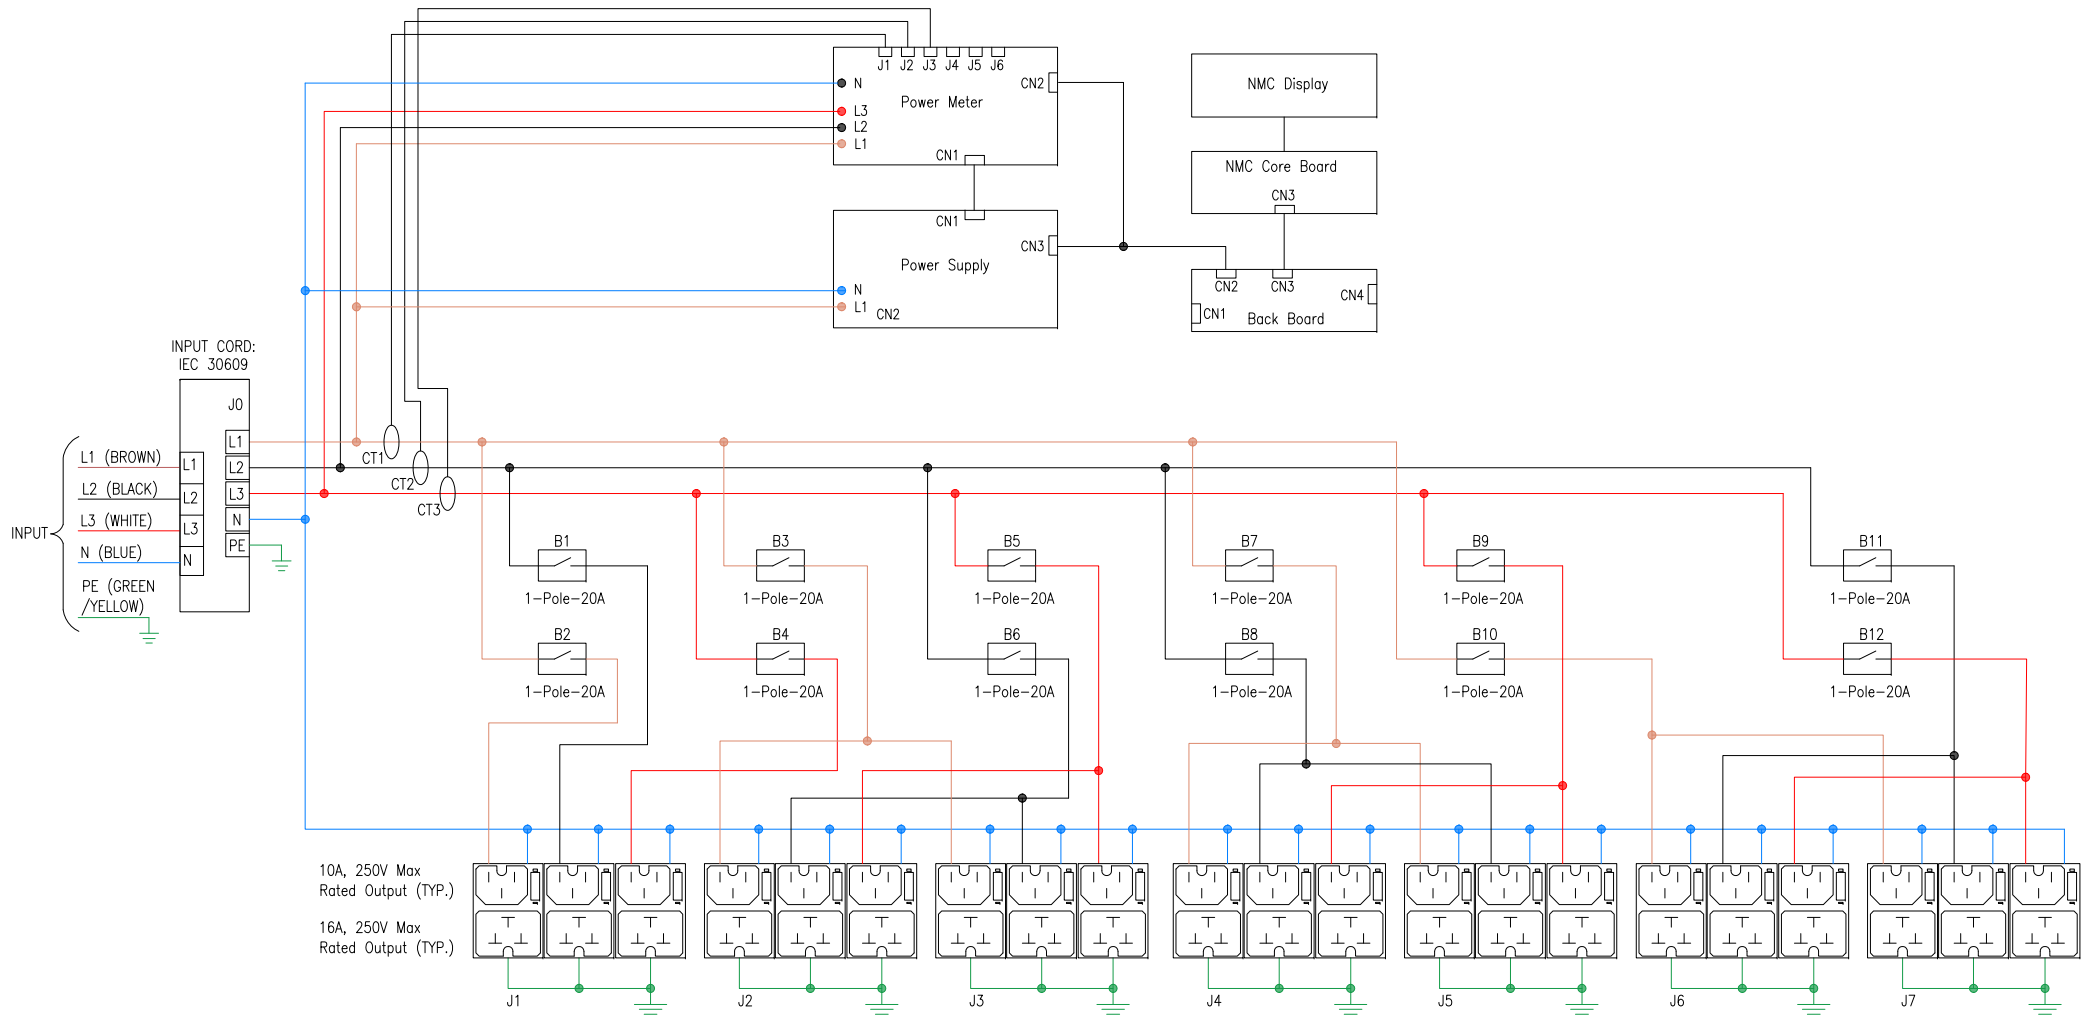 J1 J2 J3 J4 J5 J6
N
CN2
L3
Power Meter
L2
L1
CN1
NMC Display
NMC Core Board
CN3
CN1
CN3
Power Supply
N
L1
CN2
CN2 CN3
CN4
CN1
Back Board
INPUT CORD:
IEC 30609
J0
L1
L2
L3
N
PE
L1
L2
L3
N
INPUT
L1 (BROWN)
L2 (BLACK)
L3 (WHITE)
N (BLUE)
PE (GREEN
/YELLOW)
CT1
CT2
CT3
B1
1-Pole-20A
B3
1-Pole-20A
B5
1-Pole-20A
B7
1-Pole-20A
B9
1-Pole-20A
B11
1-Pole-20A
B2
1-Pole-20A
B4
1-Pole-20A
B6
1-Pole-20A
B8
1-Pole-20A
B10
1-Pole-20A
B12
1-Pole-20A
10A, 250V Max
Rated Output (TYP.)
16A, 250V Max
Rated Output (TYP.)
J1
J2
J3
J4
J5
J6
J7